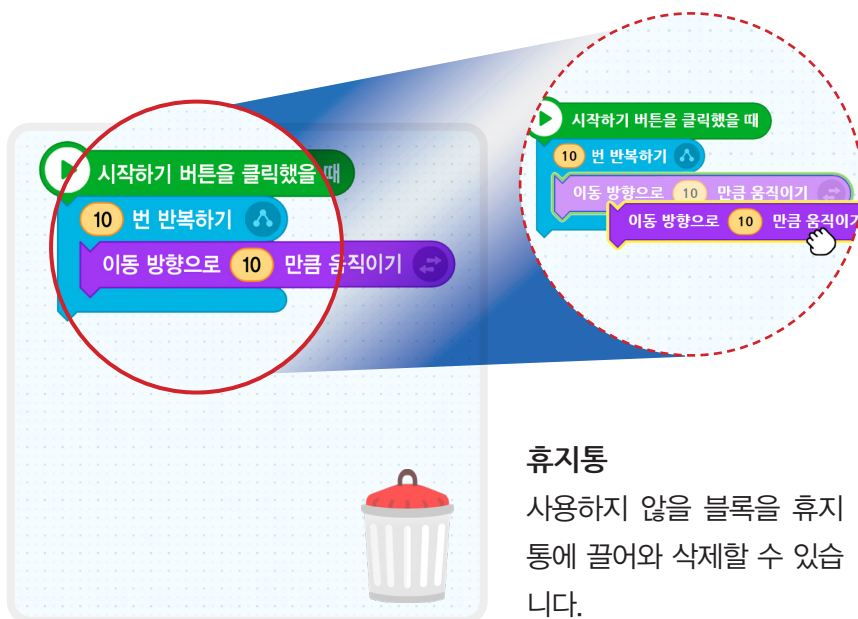 시작하기 버튼을 클릭했을 때
10 번 반복하기
이동 방향으로 10 만큼 움직이기
시작하기 버튼을 클릭했을 때
10 번 반복하기
이동 방향으로 10 만큼 움직이기
이동 방향으로 10 만큼 움직이기
휴지통
사용하지 않을 블록을 휴지
통에 끌어와 삭제할 수 있습
니다.